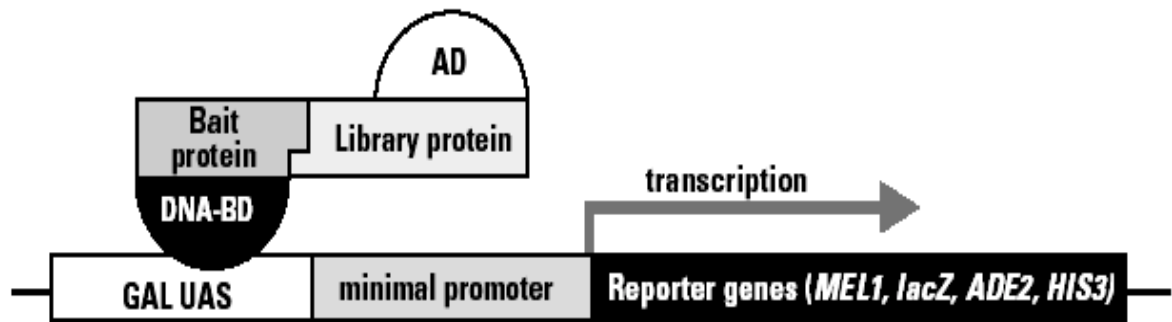 AD
Bait
protein
Library protein
DNA-BD
transcription
GAL UAS
minimal promoter
Reporter genes (MEL1, lacZ, ADE2, HIS3)